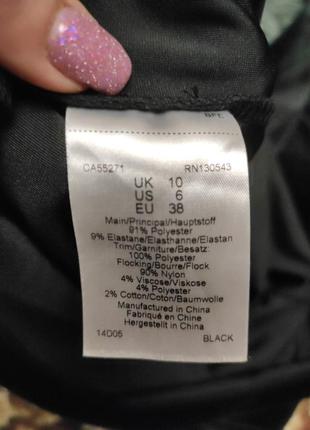 CA55271 RN130543
UK 10
US 6
EU 38
Main/Principal/Hauptstoff
91% Polyester
9% Elastane/Elasthanne/Elastan
Trim/Garniture/Besatz
100% Polyester
Flocking/Bourre/Flock
90% Nylon
4% Viscose/Viskose
4% Polyester
2% Cotton/Coton/Baumwolle
Manufactured in China
Fabriqué en Chine
Hergestellt in China
14D05 BLACK